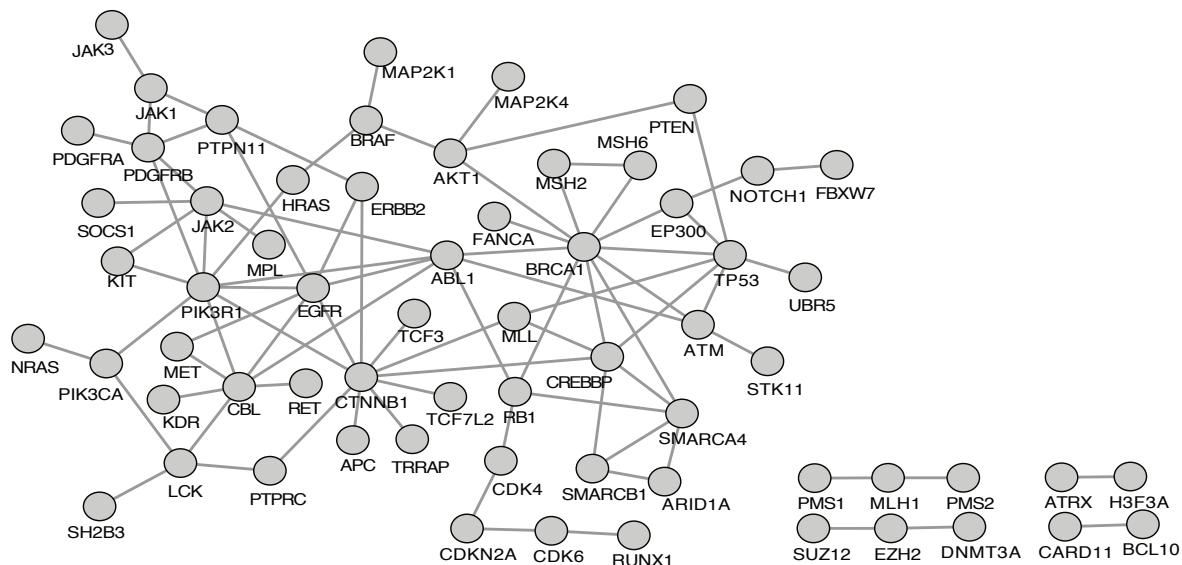 JAK3
MAP2K1
MAP2K4
JAK1
PTEN
PTPN11
BRAF
MSH6
PDGFRA
PDGFRB
AKT1
MSH2
NOTCH1
FBXW7
HRAS
ERBB2
SOCS1
JAK2
FANCA
EP300
KIT
MPL
ABL1
BRCA1
TP53
UBR5
PIK3R1
EGFR
TCF3
MLL
ATM
NRAS
MET
STK11
PIK3CA
KDR
CBL
RET
CTNNB1
TCF7L2
RB1
CREBBP
SMARCA4
APC
TRRAP
LCK
PTPRC
CDK4
SMARCB1
ARID1A
PMS1
MLH1
PMS2
ATRX
H3F3A
SH2B3
CDKN2A
CDK6
RUNX1
SUZ12
EZH2
DNMT3A
CARD11
BCL10